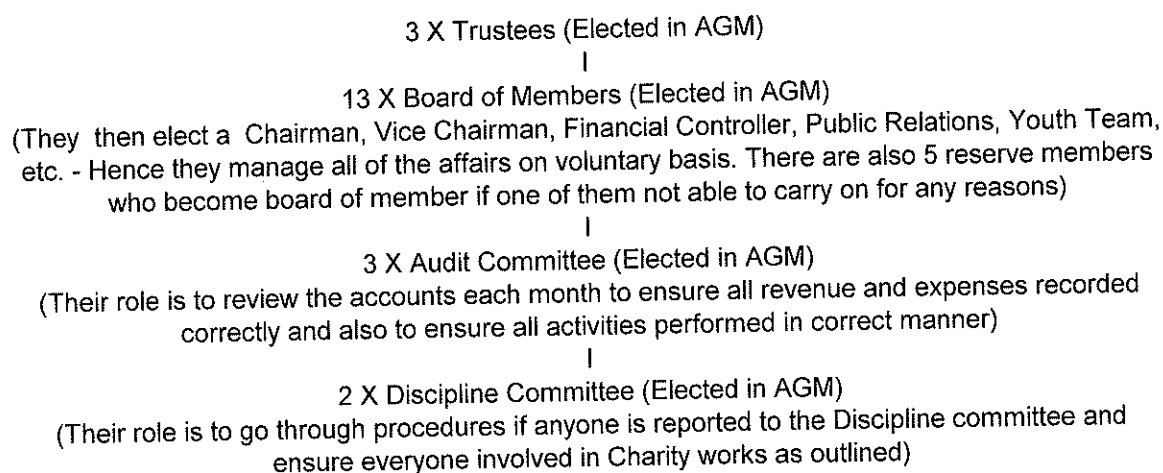 3 X Trustees (Elected in AGM)
|
13 X Board of Members (Elected in AGM)
(They then elect a Chairman, Vice Chairman, Financial Controller, Public Relations, Youth Team,
etc. - Hence they manage all of the affairs on voluntary basis. There are also 5 reserve members
who become board of member if one of them not able to carry on for any reasons)
|
3 X Audit Committee (Elected in AGM)
(Their role is to review the accounts each month to ensure all revenue and expenses recorded
correctly and also to ensure all activities performed in correct manner)
|
2 X Discipline Committee (Elected in AGM)
(Their role is to go through procedures if anyone is reported to the Discipline committee and
ensure everyone involved in Charity works as outlined)